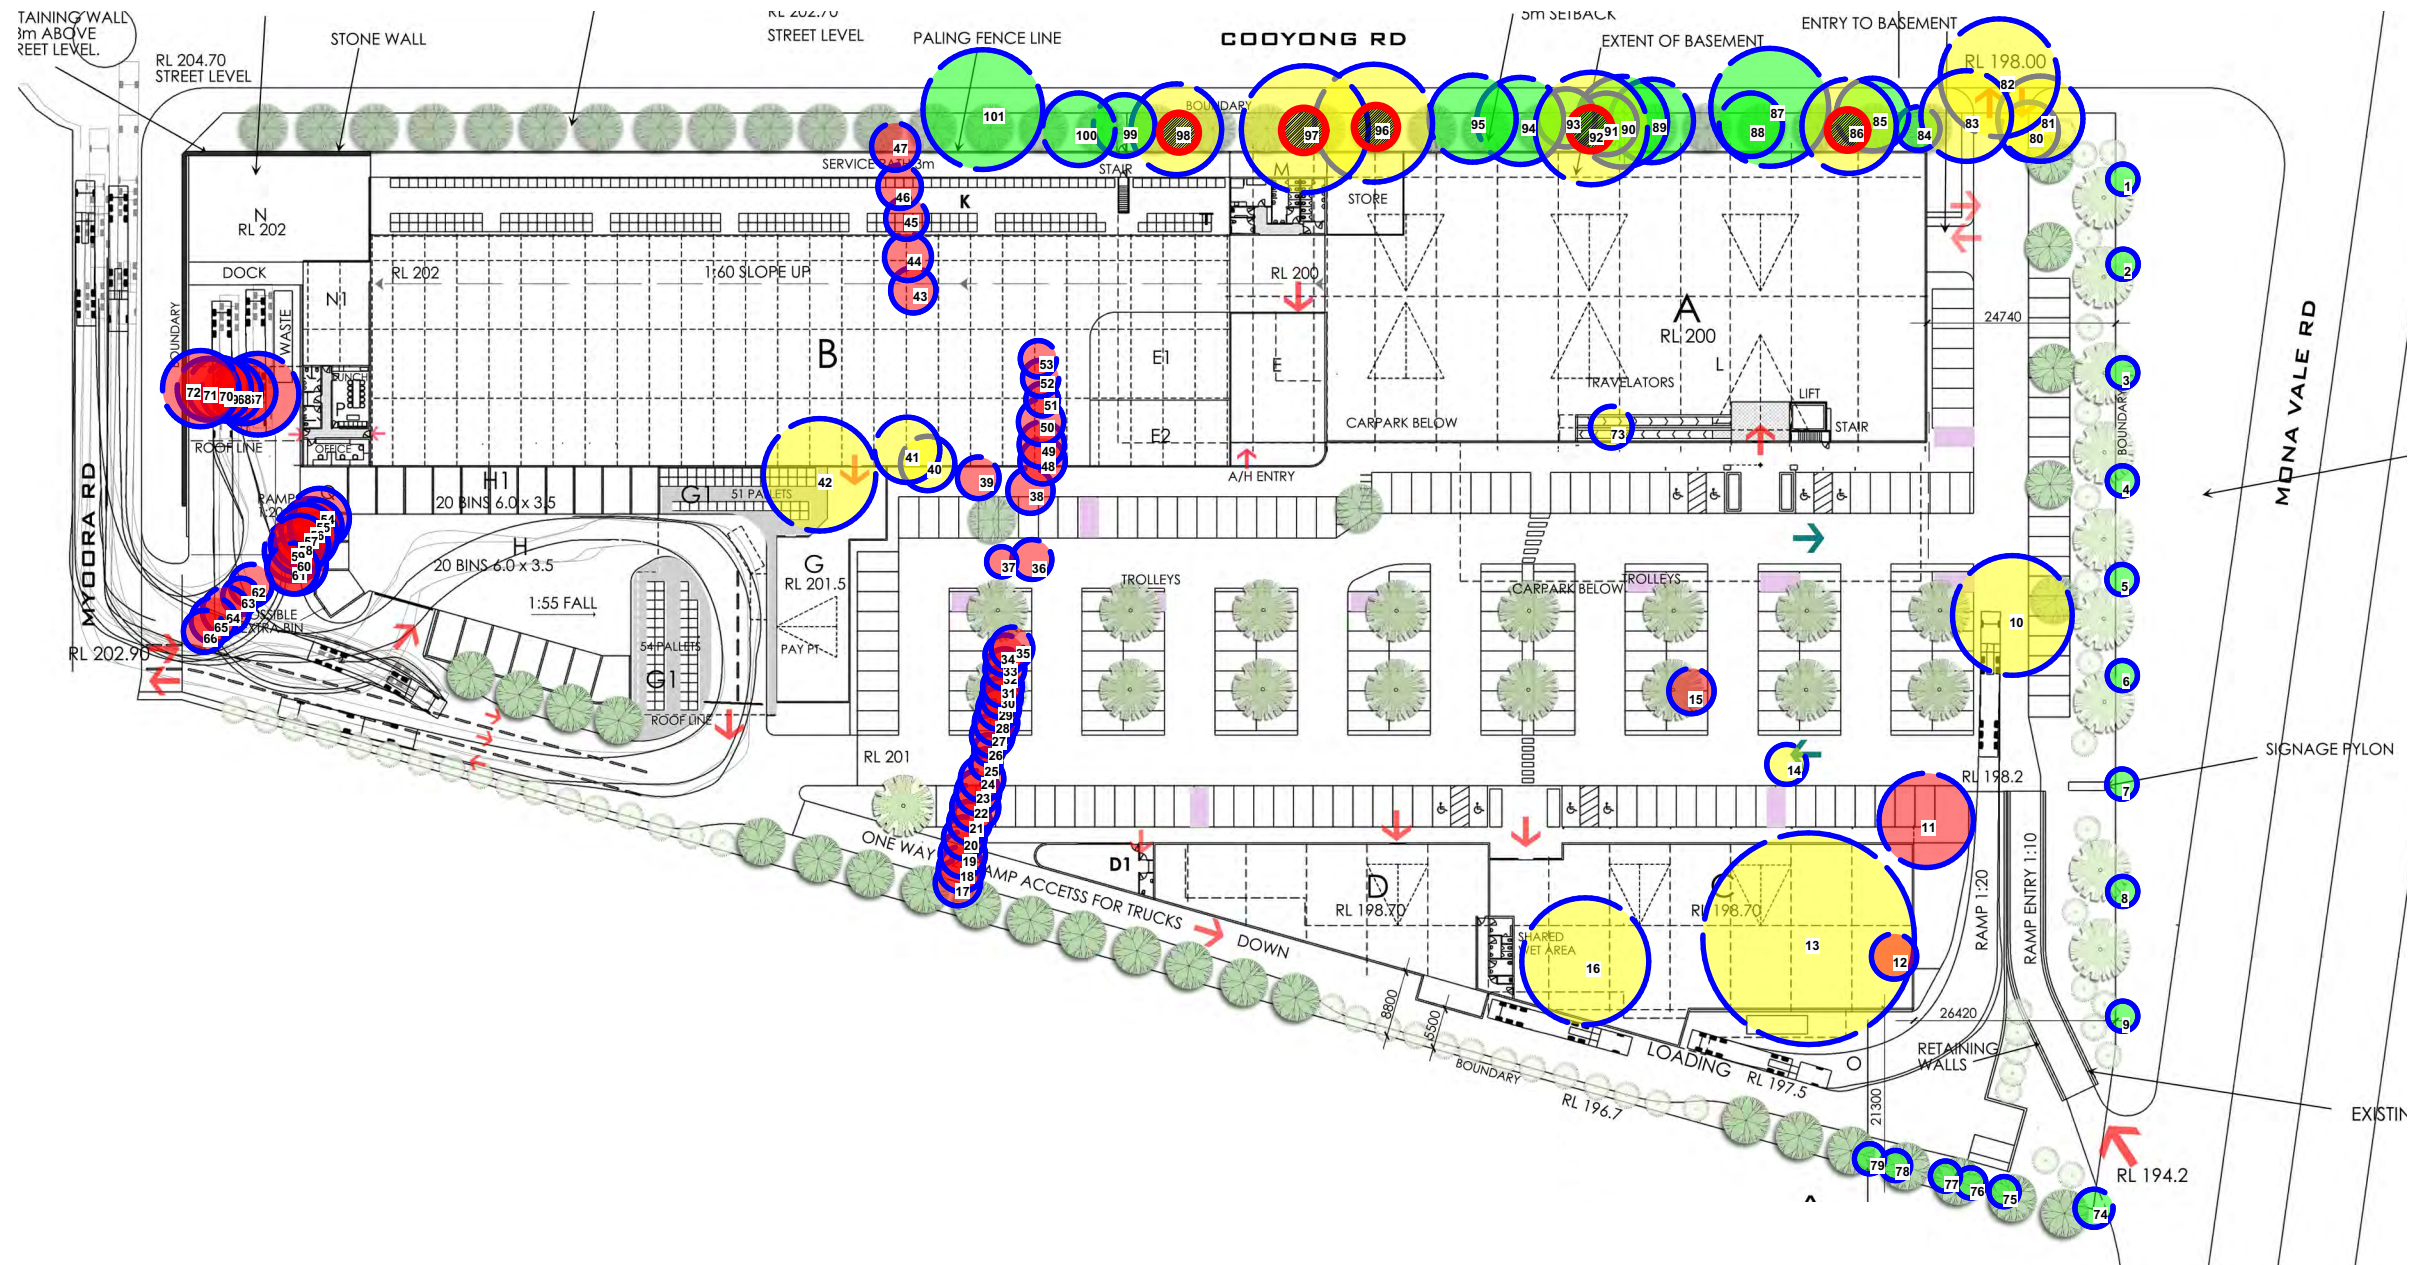 TAINING WALL
3m ABOVE
REET LEVEL.
STONE WALL
RL 204.70
STREET LEVEL
RL 202.70
STREET LEVEL
PALING FENCE LINE
COOYONG RD
5m SETBACK
EXTENT OF BASEMENT
ENTRY TO BASEMENT
RL 198.00
82
101
100
99
BOUNDARY
98
97
96
95
94
93
92
91
90
89
88
87
86
85
84
83
81
80
47
SERVICE PATH 3m
STAIR
M
STORE
46
K
45
T
44
43
N
RL 202
DOCK
N1
RL 202
1:60 SLOPE UP
RL 200
BOUNDARY
WASTE
B
E1
E
E2
A
RL 200
L
TRAVELATORS
LIFT
STAIR
CARPARK BELOW
A/H ENTRY
24740
MONA VALE RD
BOUNDARY
1
2
3
4
5
6
7
8
9
72
71
70
LUNCH
P
OFFICE
ROOF LINE
53
52
51
50
49
48
73
42
41
40
39
38
37
36
MYOORA RD
RAMP
1:20
H1
20 BINS 6.0 x 3.5
G1
51 PALLETS
54
55
57
59
60
61
62
63
64
65
66
H
20 BINS 6.0 x 3.5
1:55 FALL
G
RL 201.5
PAY PT
54 PALLETS
G1
ROOF LINE
RL 202.90
TROLLEYS
TROLLEYS
CARPARK BELOW
10
15
14
11
35
34
33
32
31
30
29
28
27
26
25
24
23
22
21
20
19
18
17
RL 201
RL 198.2
SIGNAGE PYLON
ONE WAY
AMP ACCETSS FOR TRUCKS
DOWN
D1
D
RL 198.70
C
RL 198.70
SHARED
WET AREA
16
13
12
RAMP 1:20
RAMP ENTRY 1:10
8800
5500
BOUNDARY
LOADING
O
RL 197.5
RL 196.7
26420
21300
RETAINING
WALLS
EXISTIN
RL 194.2
79
78
77
76
75
74